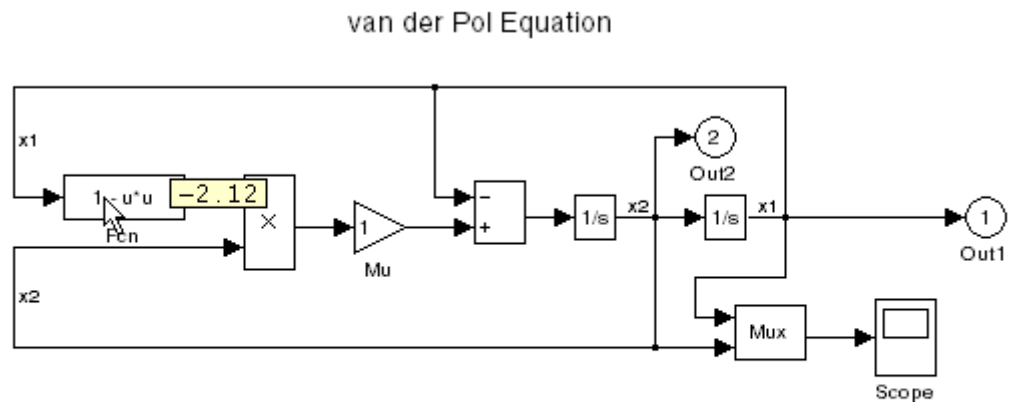 van der Pol Equation
x1
1 - u*u
-2.12
Fcn
×
x2
1
Mu
-
+
1/s
x2
2
Out2
1/s
x1
1
Out1
Mux
Scope